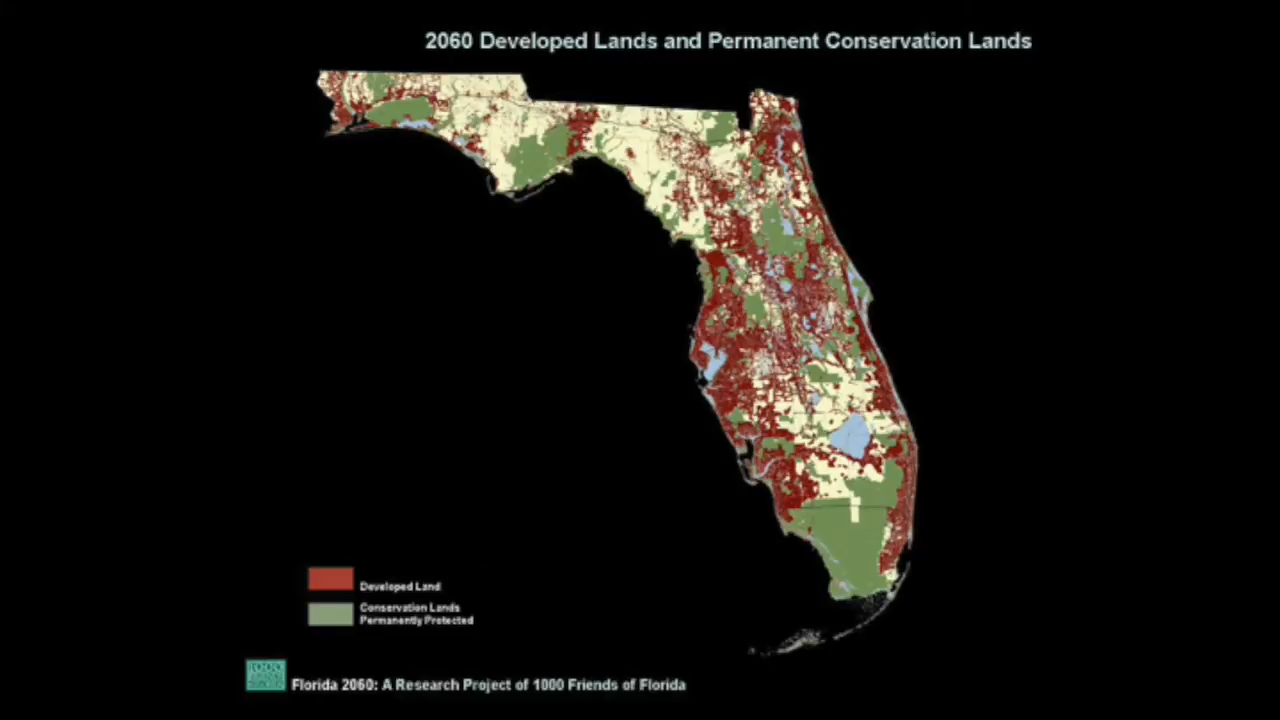 2060 Developed Lands and Permanent Conservation Lands
Developed Land
Conservation Lands
Permanently Protected
1000
Florida 2060: A Research Project of 1000 Friends of Florida